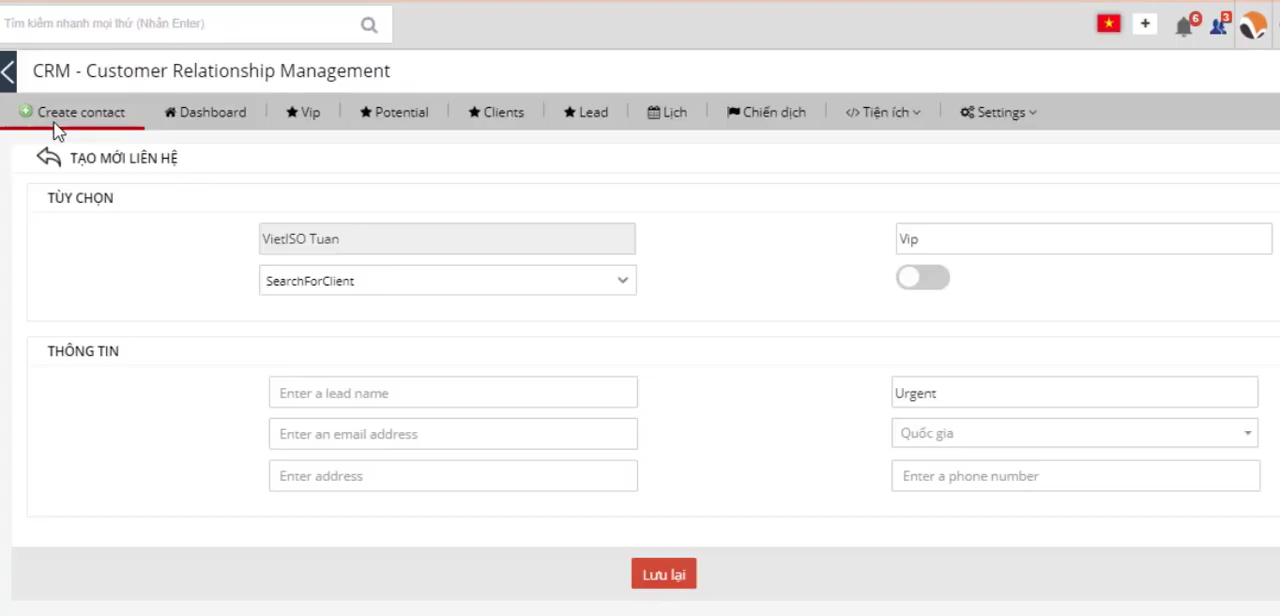 Tìm kiếm nhanh mọi thứ (Nhấn Enter)
6
3
CRM - Customer Relationship Management
Create contact Dashboard Vip Potential Clients Lead Lịch Chiến dịch Tiện ích Settings
TẠO MỚI LIÊN HỆ
TÙY CHỌN
VietISO Tuan Vip
SearchForClient
THÔNG TIN
Enter a lead name Urgent
Enter an email address Quốc gia
Enter address Enter a phone number
Lưu lại